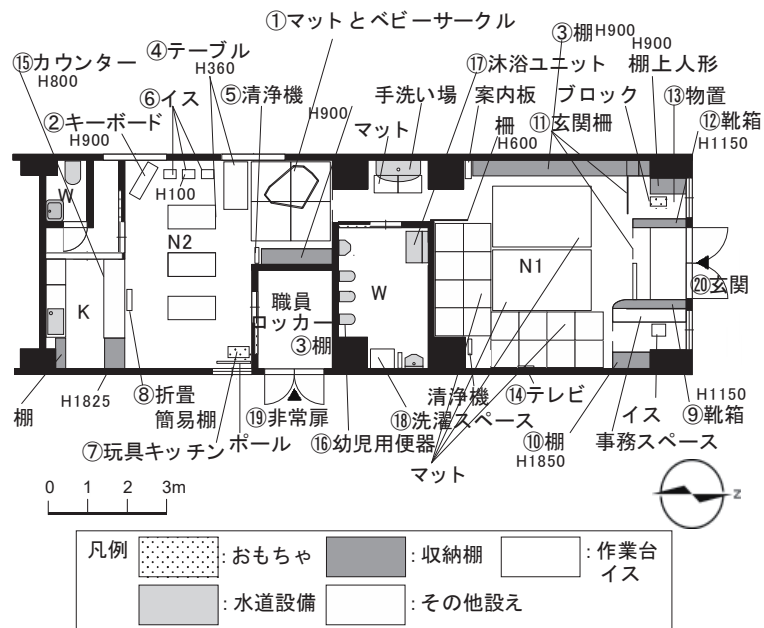 ①マットとベビーサークル
④テーブル
H360
③棚H900
⑮カウンター
H800
⑰沐浴ユニット
H900
棚上人形
⑥イス
⑤清浄機
手洗い場
案内板
ブロック
⑬物置
②キーボード
H900
H900
マット
柵
H600
⑪玄関柵
⑫靴箱
H1150
W
H100
N2
N1
K
職員
ロッカー
③棚
W
⑳玄関
棚
H1825
⑧折畳
簡易棚
⑲非常扉
清浄機
⑭テレビ
H1150
⑨靴箱
イス
⑱洗濯スペース
⑦玩具キッチン
ポール
⑯幼児用便器
マット
⑩棚
H1850
事務スペース
0 1 2 3m
z
凡例
:おもちゃ
:収納棚
:作業台
イス
:水道設備
:その他設え